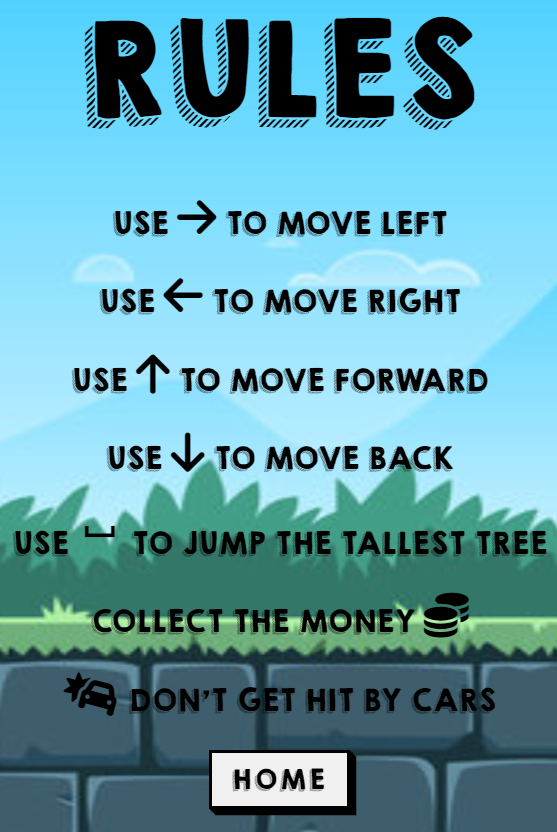 RULES
USE → TO MOVE LEFT
USE ← TO MOVE RIGHT
USE ↑ TO MOVE FORWARD
USE ↓ TO MOVE BACK
USE ⎵ TO JUMP THE TALLEST TREE
COLLECT THE MONEY
DON'T GET HIT BY CARS
HOME